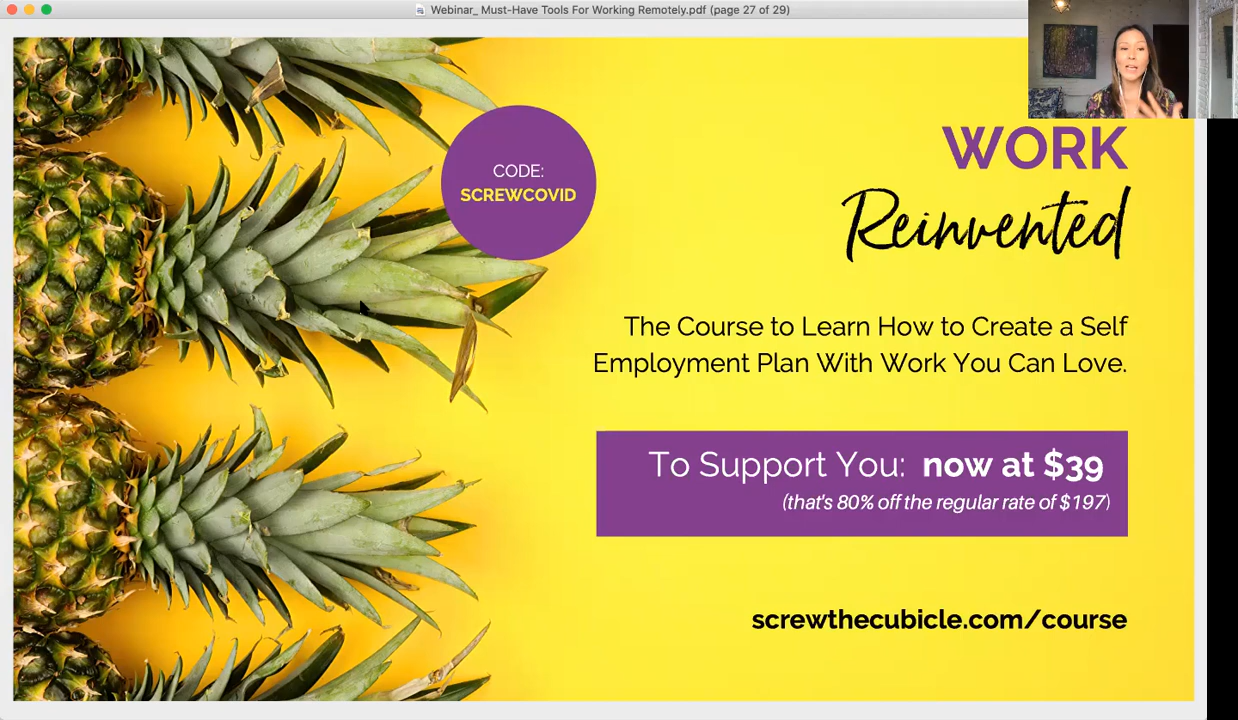 Webinar_ Must-Have Tools For Working Remotely.pdf (page 27 of 29)
CODE:
SCREWCOVID
WORK
Reinvented
The Course to Learn How to Create a Self
Employment Plan With Work You Can Love.
To Support You: now at $39
(that's 80% off the regular rate of $197)
screwthecubicle.com/course